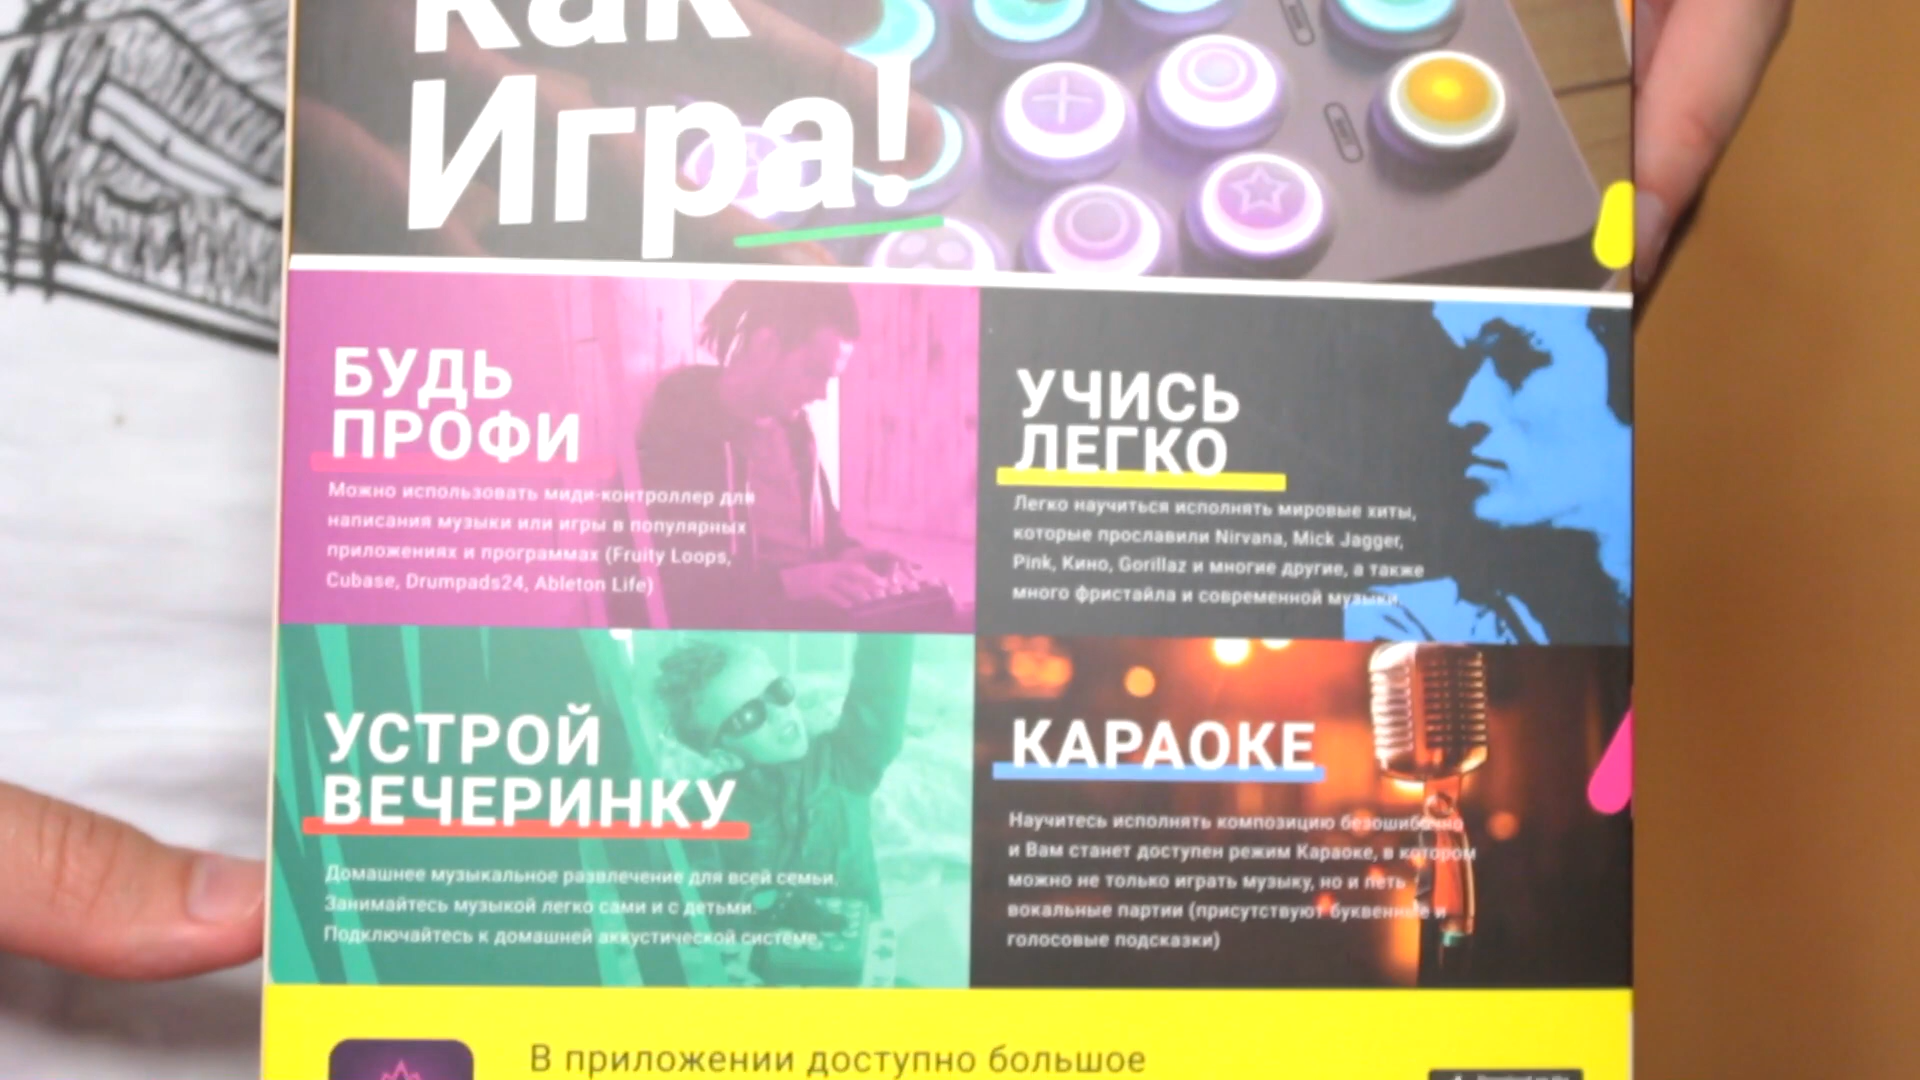 как
Игра!
БУДЬ
ПРОФИ
Можно использовать миди-контроллер для
написания музыки или игры в популярных
приложениях и программах (Fruity Loops,
Cubase, Drumpads24, Ableton Life)
УЧИСЬ
ЛЕГКО
Легко научиться исполнять мировые хиты,
которые прославили Nirvana, Mick Jagger,
Pink, Кино, Gorillaz и многие другие, а также
много фристайла и современной музыки.
УСТРОЙ
ВЕЧЕРИНКУ
Домашнее музыкальное развлечение для всей семьи.
Занимайтесь музыкой легко сами и с детьми.
Подключайтесь к домашней аккустической системе.
КАРАОКЕ
Научитесь исполнять композицию безошибочно
и Вам станет доступен режим Караоке, в котором
можно не только играть музыку, но и петь
вокальные партии (присутствуют буквенные и
голосовые подсказки)
В приложении доступно большое